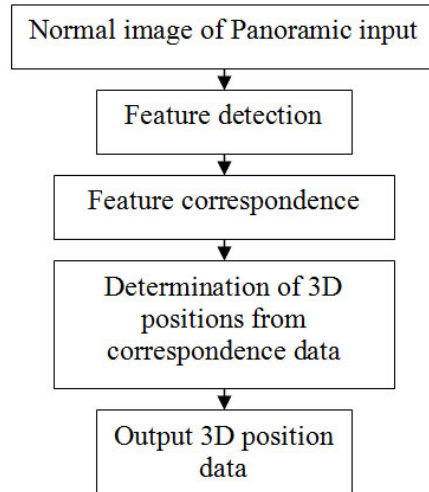 Normal image of Panoramic input
Feature detection
Feature correspondence
Determination of 3D
positions from
correspondence data
Output 3D position
data